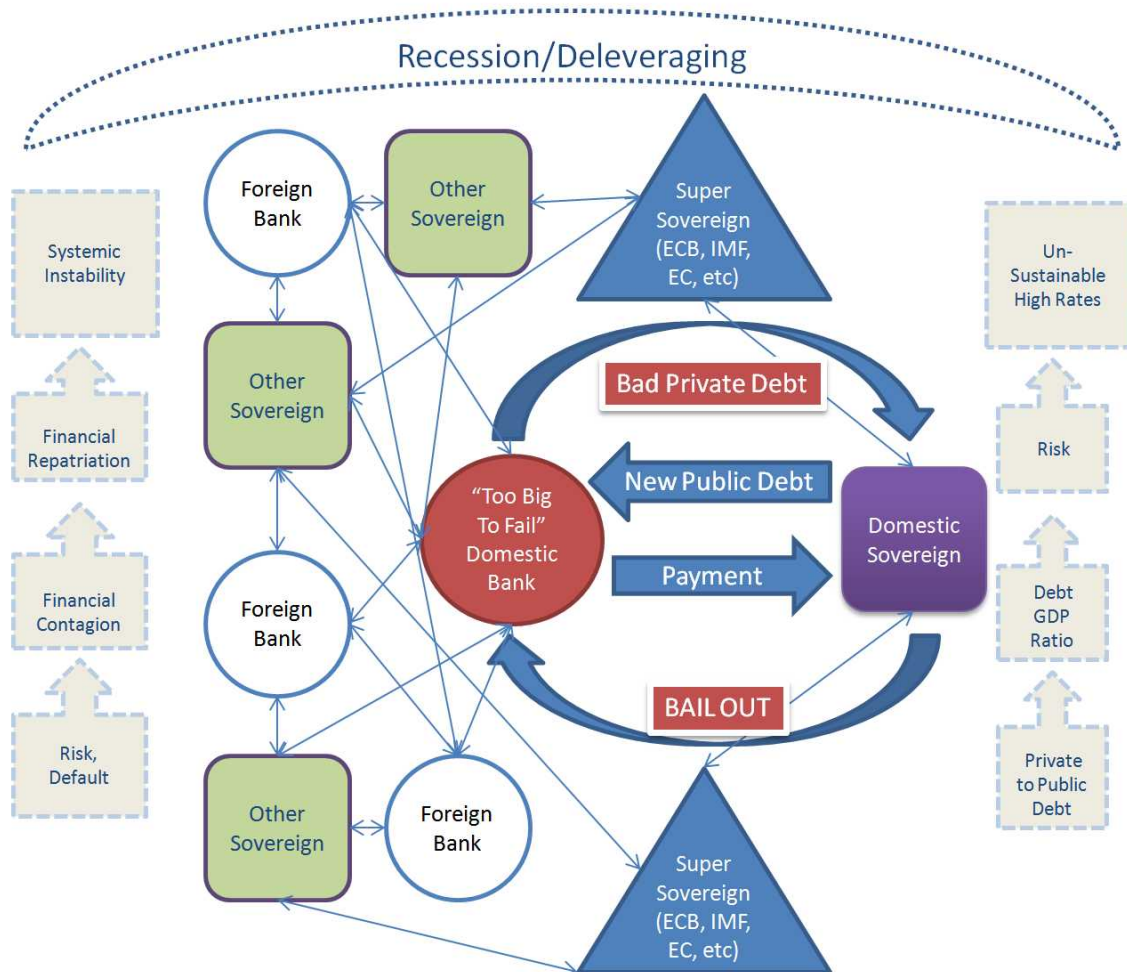 Recession/Deleveraging
Foreign
Bank
Other
Sovereign
Super
Sovereign
(ECB, IMF,
EC, etc)
Systemic
Instability
Un-
Sustainable
High Rates
Other
Sovereign
Bad Private Debt
Financial
Repatriation
Risk
"Too Big
To Fail"
Domestic
Bank
New Public Debt
Domestic
Sovereign
Payment
Financial
Contagion
Foreign
Bank
Debt
GDP
Ratio
BAIL OUT
Risk,
Default
Private
to Public
Debt
Other
Sovereign
Foreign
Bank
Super
Sovereign
(ECB, IMF,
EC, etc)